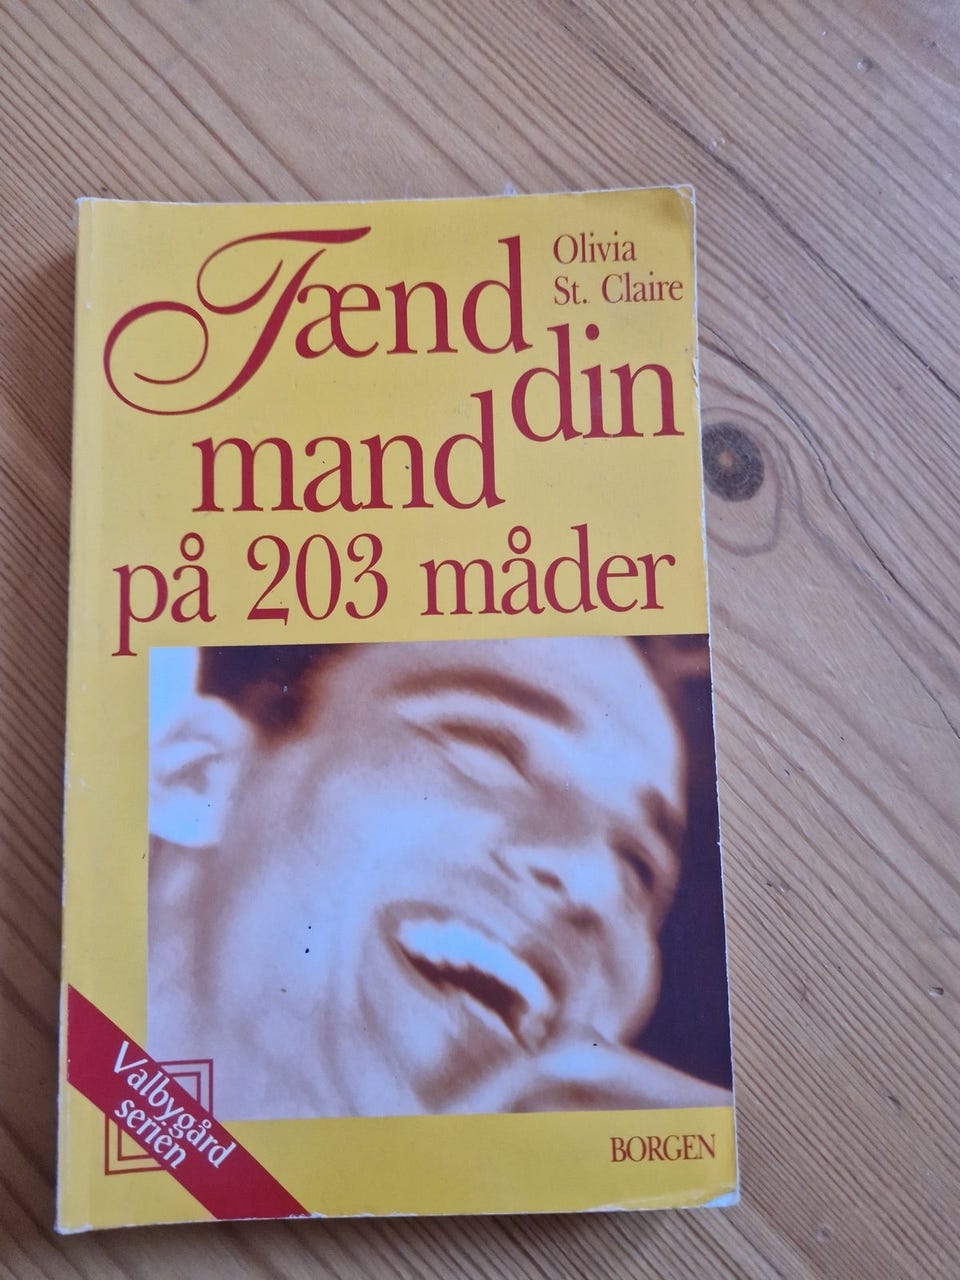 Olivia
St. Claire
Tænd
din
mand
på 203 måder
Valbygård
serien
BORGEN